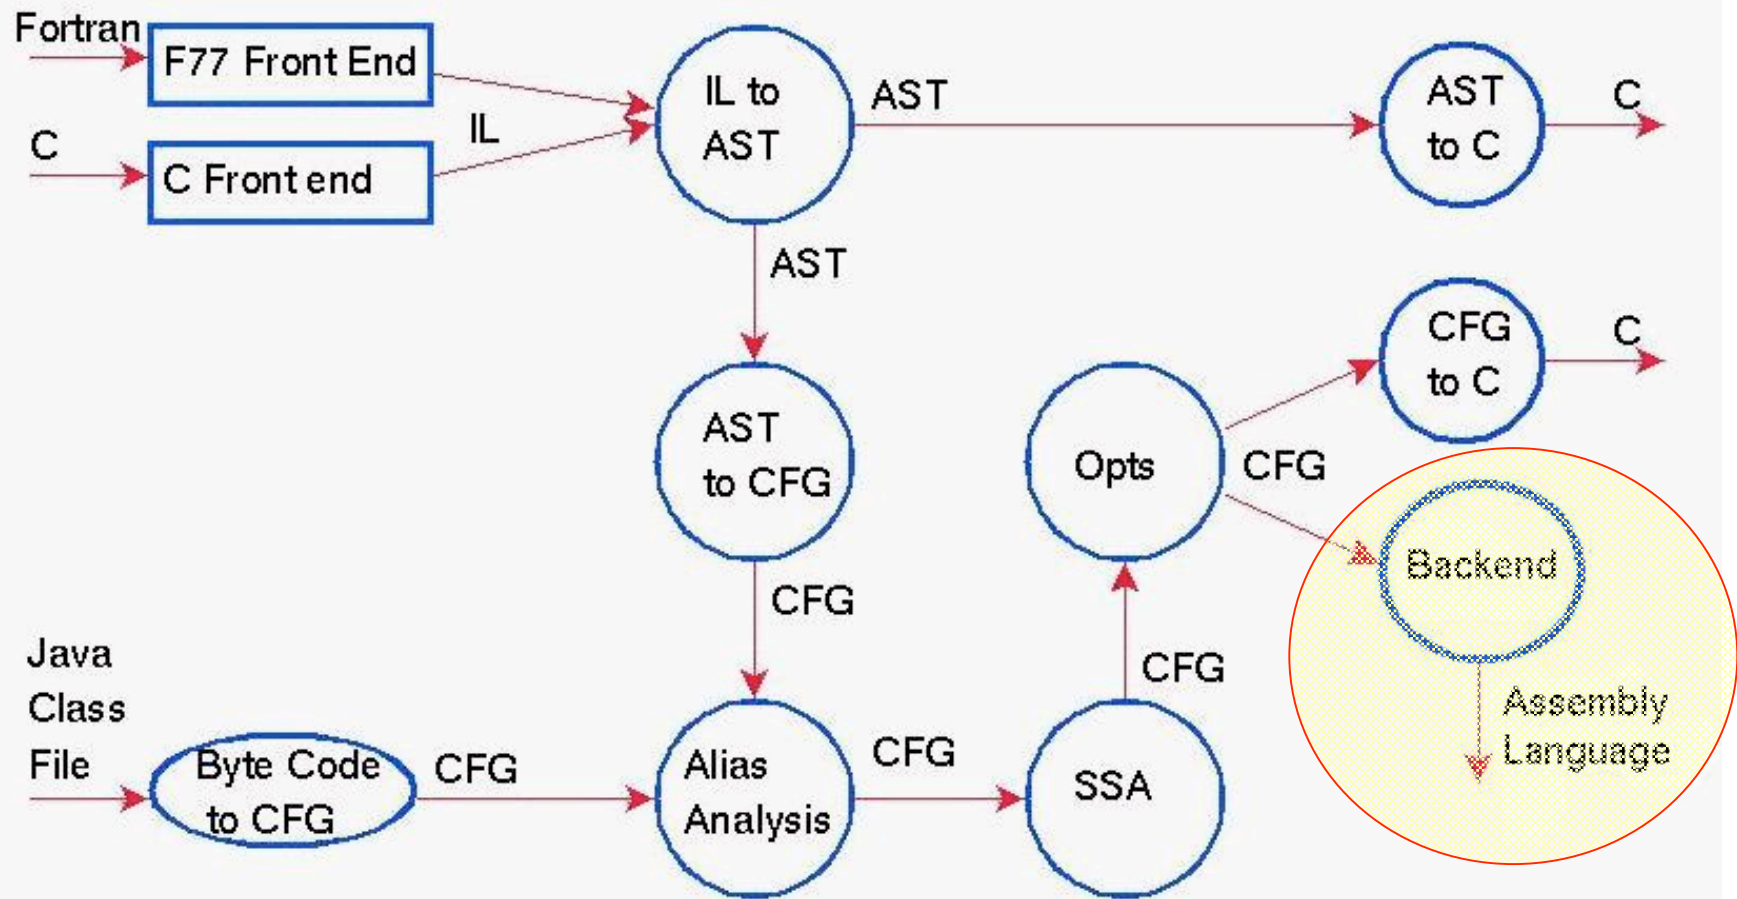 Fortran
F77 Front End
C
C Front end
IL
IL to
AST
AST
AST
to C
C
AST
AST
to CFG
CFG
Java
Class
File
Byte Code
to CFG
CFG
Alias
Analysis
CFG
SSA
CFG
Opts
CFG
CFG
to C
C
Backend
Assembly
Language